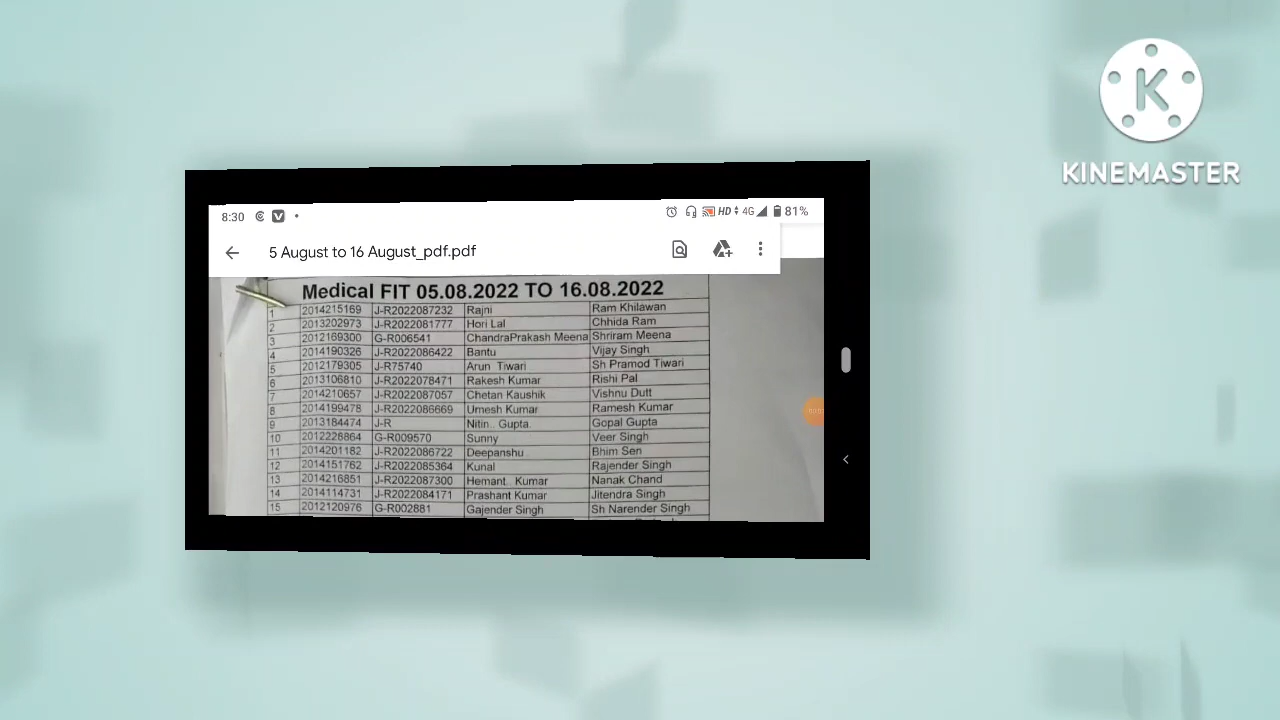 KINEMASTER
8:30 HD 4G 81%
5 August to 16 August_pdf.pdf
Medical FIT 05.08.2022 TO 16.08.2022
1 2014215169 J-R2022087232 Rajni Ram Khilawan
2 2013202973 J-R2022081777 Hori Lal Chhida Ram
3 2012169300 G-R006541 ChandraPrakash Meena Shriram Meena
4 2014190326 J-R2022086422 Bantu Vijay Singh
5 2012179305 J-R75740 Arun Tiwari Sh Pramod Tiwari
6 2013106810 J-R2022078471 Rakesh Kumar Rishi Pal
7 2014210657 J-R2022087057 Chetan Kaushik Vishnu Dutt
8 2014199478 J-R2022086669 Umesh Kumar Ramesh Kumar
9 2013184474 J-R Nitin.. Gupta. Gopal Gupta
10 2012228864 G-R009570 Sunny Veer Singh
11 2014201182 J-R2022086722 Deepanshu Bhim Sen
12 2014151762 J-R2022085364 Kunal Rajender Singh
13 2014216851 J-R2022087300 Hemant. Kumar Nanak Chand
14 2014114731 J-R2022084171 Prashant Kumar Jitendra Singh
15 2012120976 G-R002881 Gajender Singh Sh Narender Singh